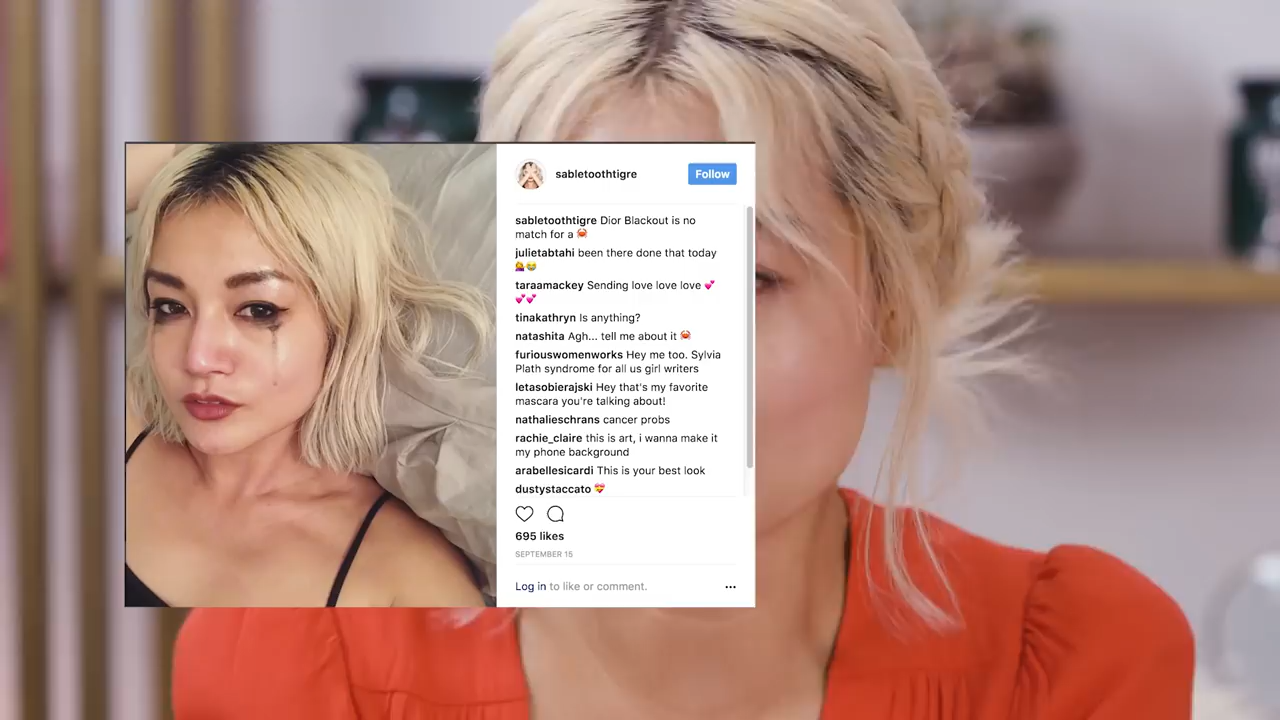 sabletoothtigre
Follow
sabletoothtigre Dior Blackout is no
match for a 🦀
julietabtahi been there done that today
🤷‍♀️😂
taraamackey Sending love love love 💕
💕💕
tinakathryn Is anything?
natashita Agh... tell me about it 🦀
furiouswomenworks Hey me too. Sylvia
Plath syndrome for all us girl writers
letasobierajski Hey that's my favorite
mascara you're talking about!
nathalieschrans cancer probs
rachie_claire this is art, i wanna make it
my phone background
arabellesicardi This is your best look
dustystaccato 💝
695 likes
SEPTEMBER 15
Log in to like or comment.